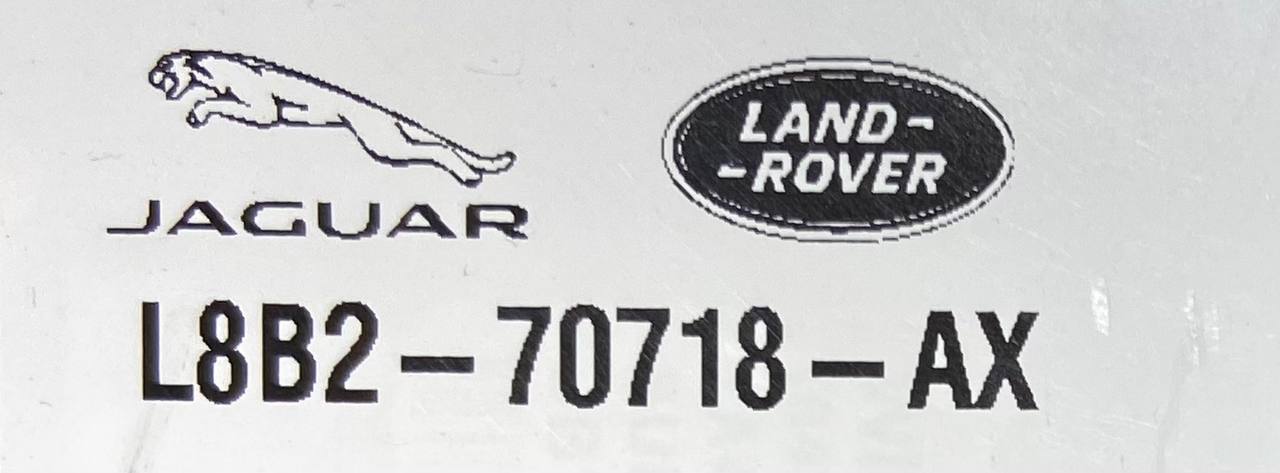 JAGUAR
LAND-
-ROVER
L8B2-70718-AX